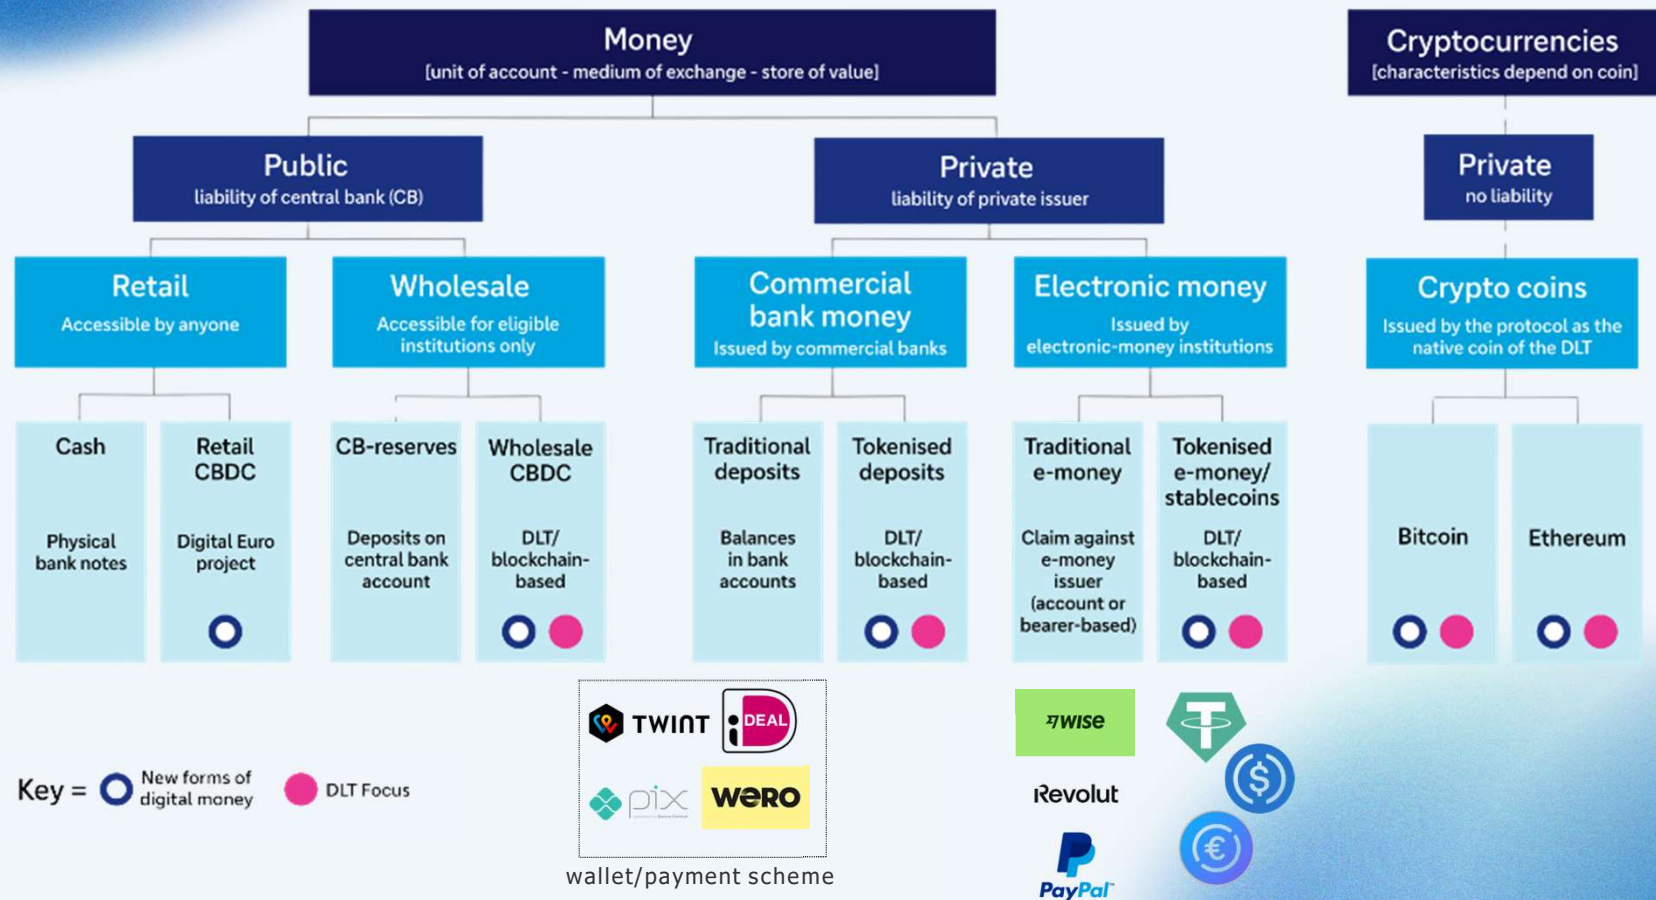 Money
[unit of account - medium of exchange - store of value]
Cryptocurrencies
[characteristics depend on coin]
Public
liability of central bank (CB)
Private
liability of private issuer
Private
no liability
Retail
Accessible by anyone
Wholesale
Accessible for eligible
institutions only
Commercial
bank money
Issued by commercial banks
Electronic money
Issued by
electronic-money institutions
Crypto coins
Issued by the protocol as the
native coin of the DLT
Cash
Physical
bank notes
Retail
CBDC
Digital Euro
project
CB-reserves
Deposits on
central bank
account
Wholesale
CBDC
DLT/
blockchain-
based
Traditional
deposits
Balances
in bank
accounts
Tokenised
deposits
DLT/
blockchain-
based
Traditional
e-money
Claim against
e-money
issuer
(account or
bearer-based)
Tokenised
e-money/
stablecoins
DLT/
blockchain-
based
Bitcoin
Ethereum
Key =
New forms of
digital money
DLT Focus
TWINT
iDEAL
pix
wero
wallet/payment scheme
wise
Revolut
PayPal